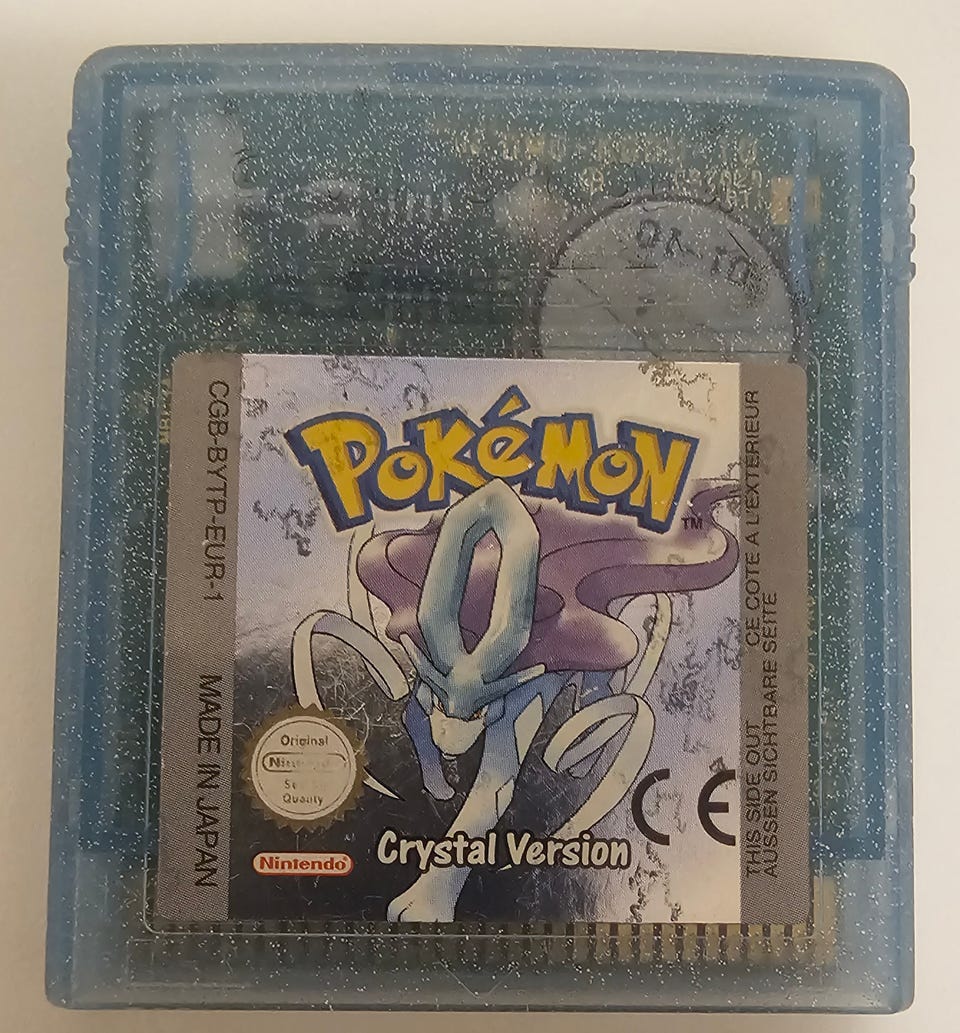 POKéMON
TM
CGB-BYTP-EUR-1
MADE IN JAPAN
Original
Nintendo
Quality
Nintendo®
Crystal Version
CE
THIS SIDE OUT CE COTE A L'EXTERIEUR
AUSSEN SICHTBARE SEITE